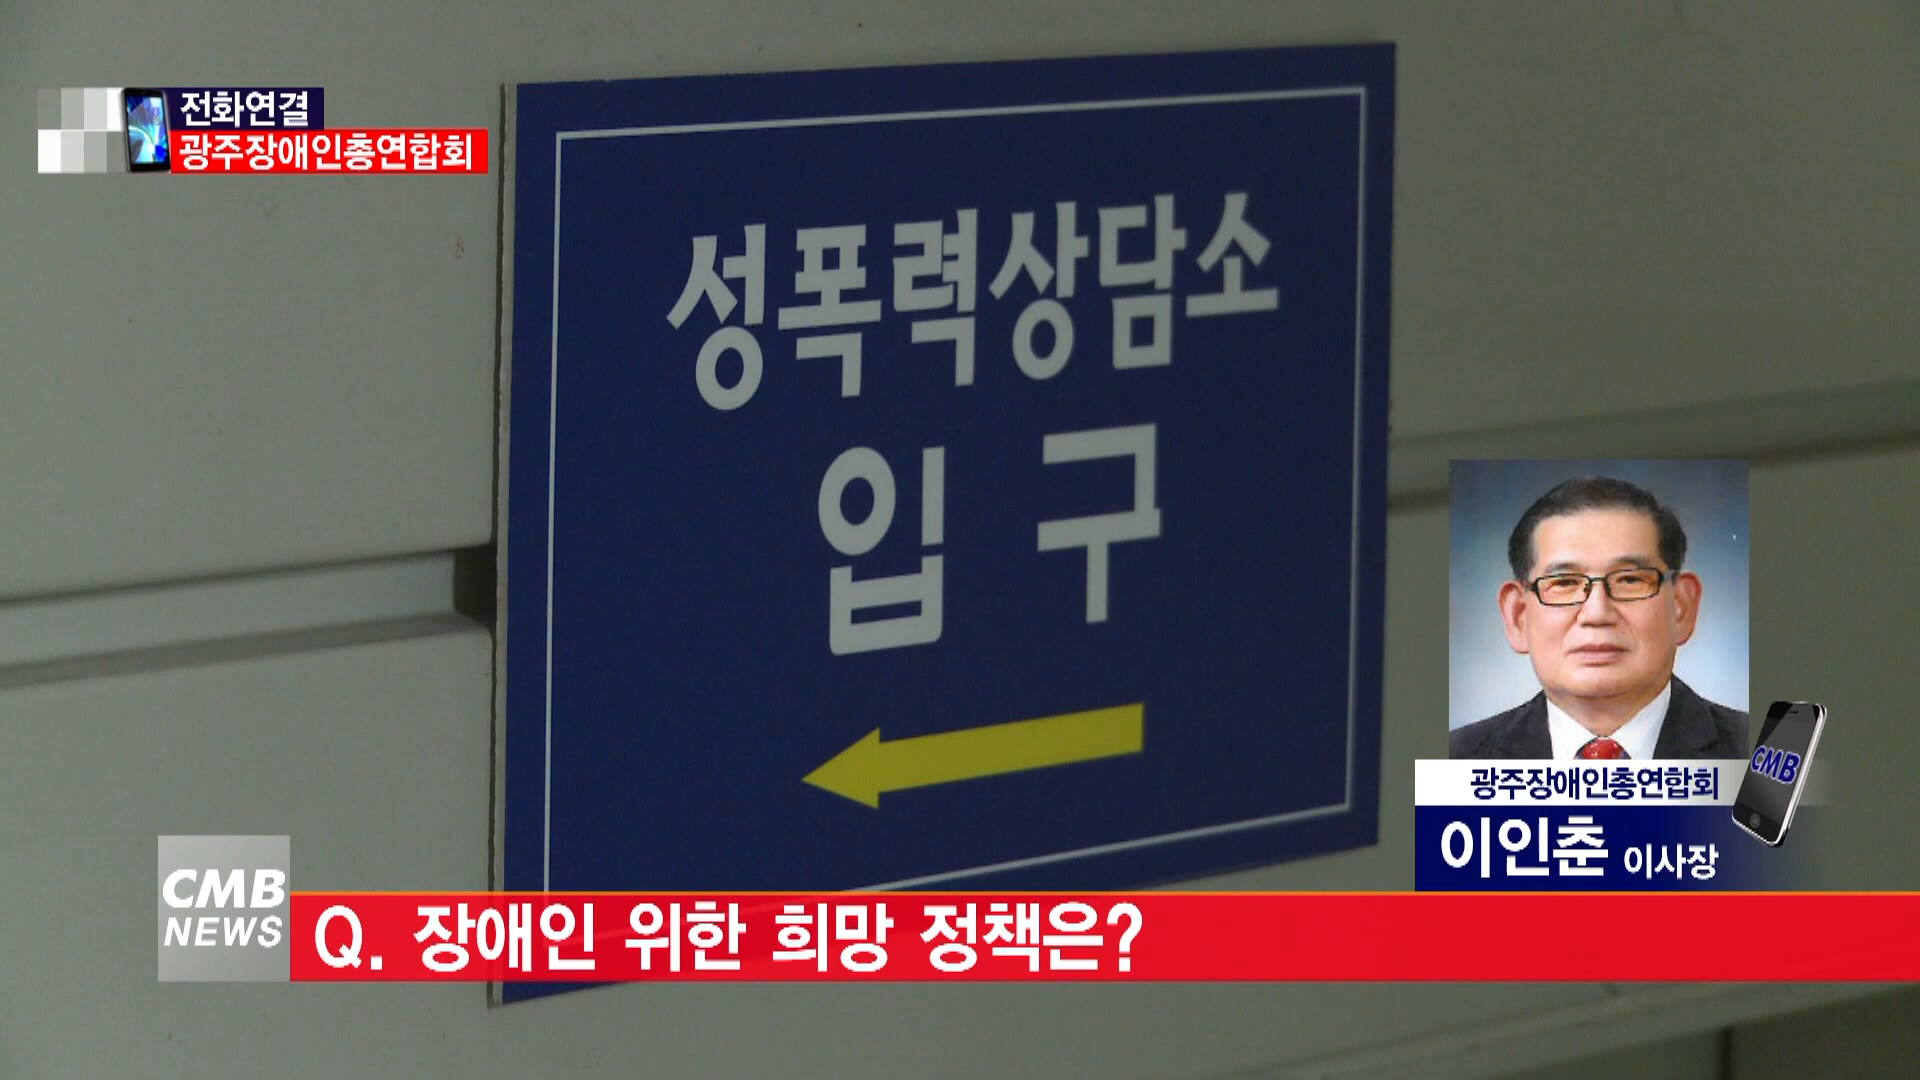 전화연결
광주장애인총연합회
성폭력상담소
입구
CMB
광주장애인총연합회
이인춘 이사장
CMB
NEWS
Q. 장애인 위한 희망 정책은?